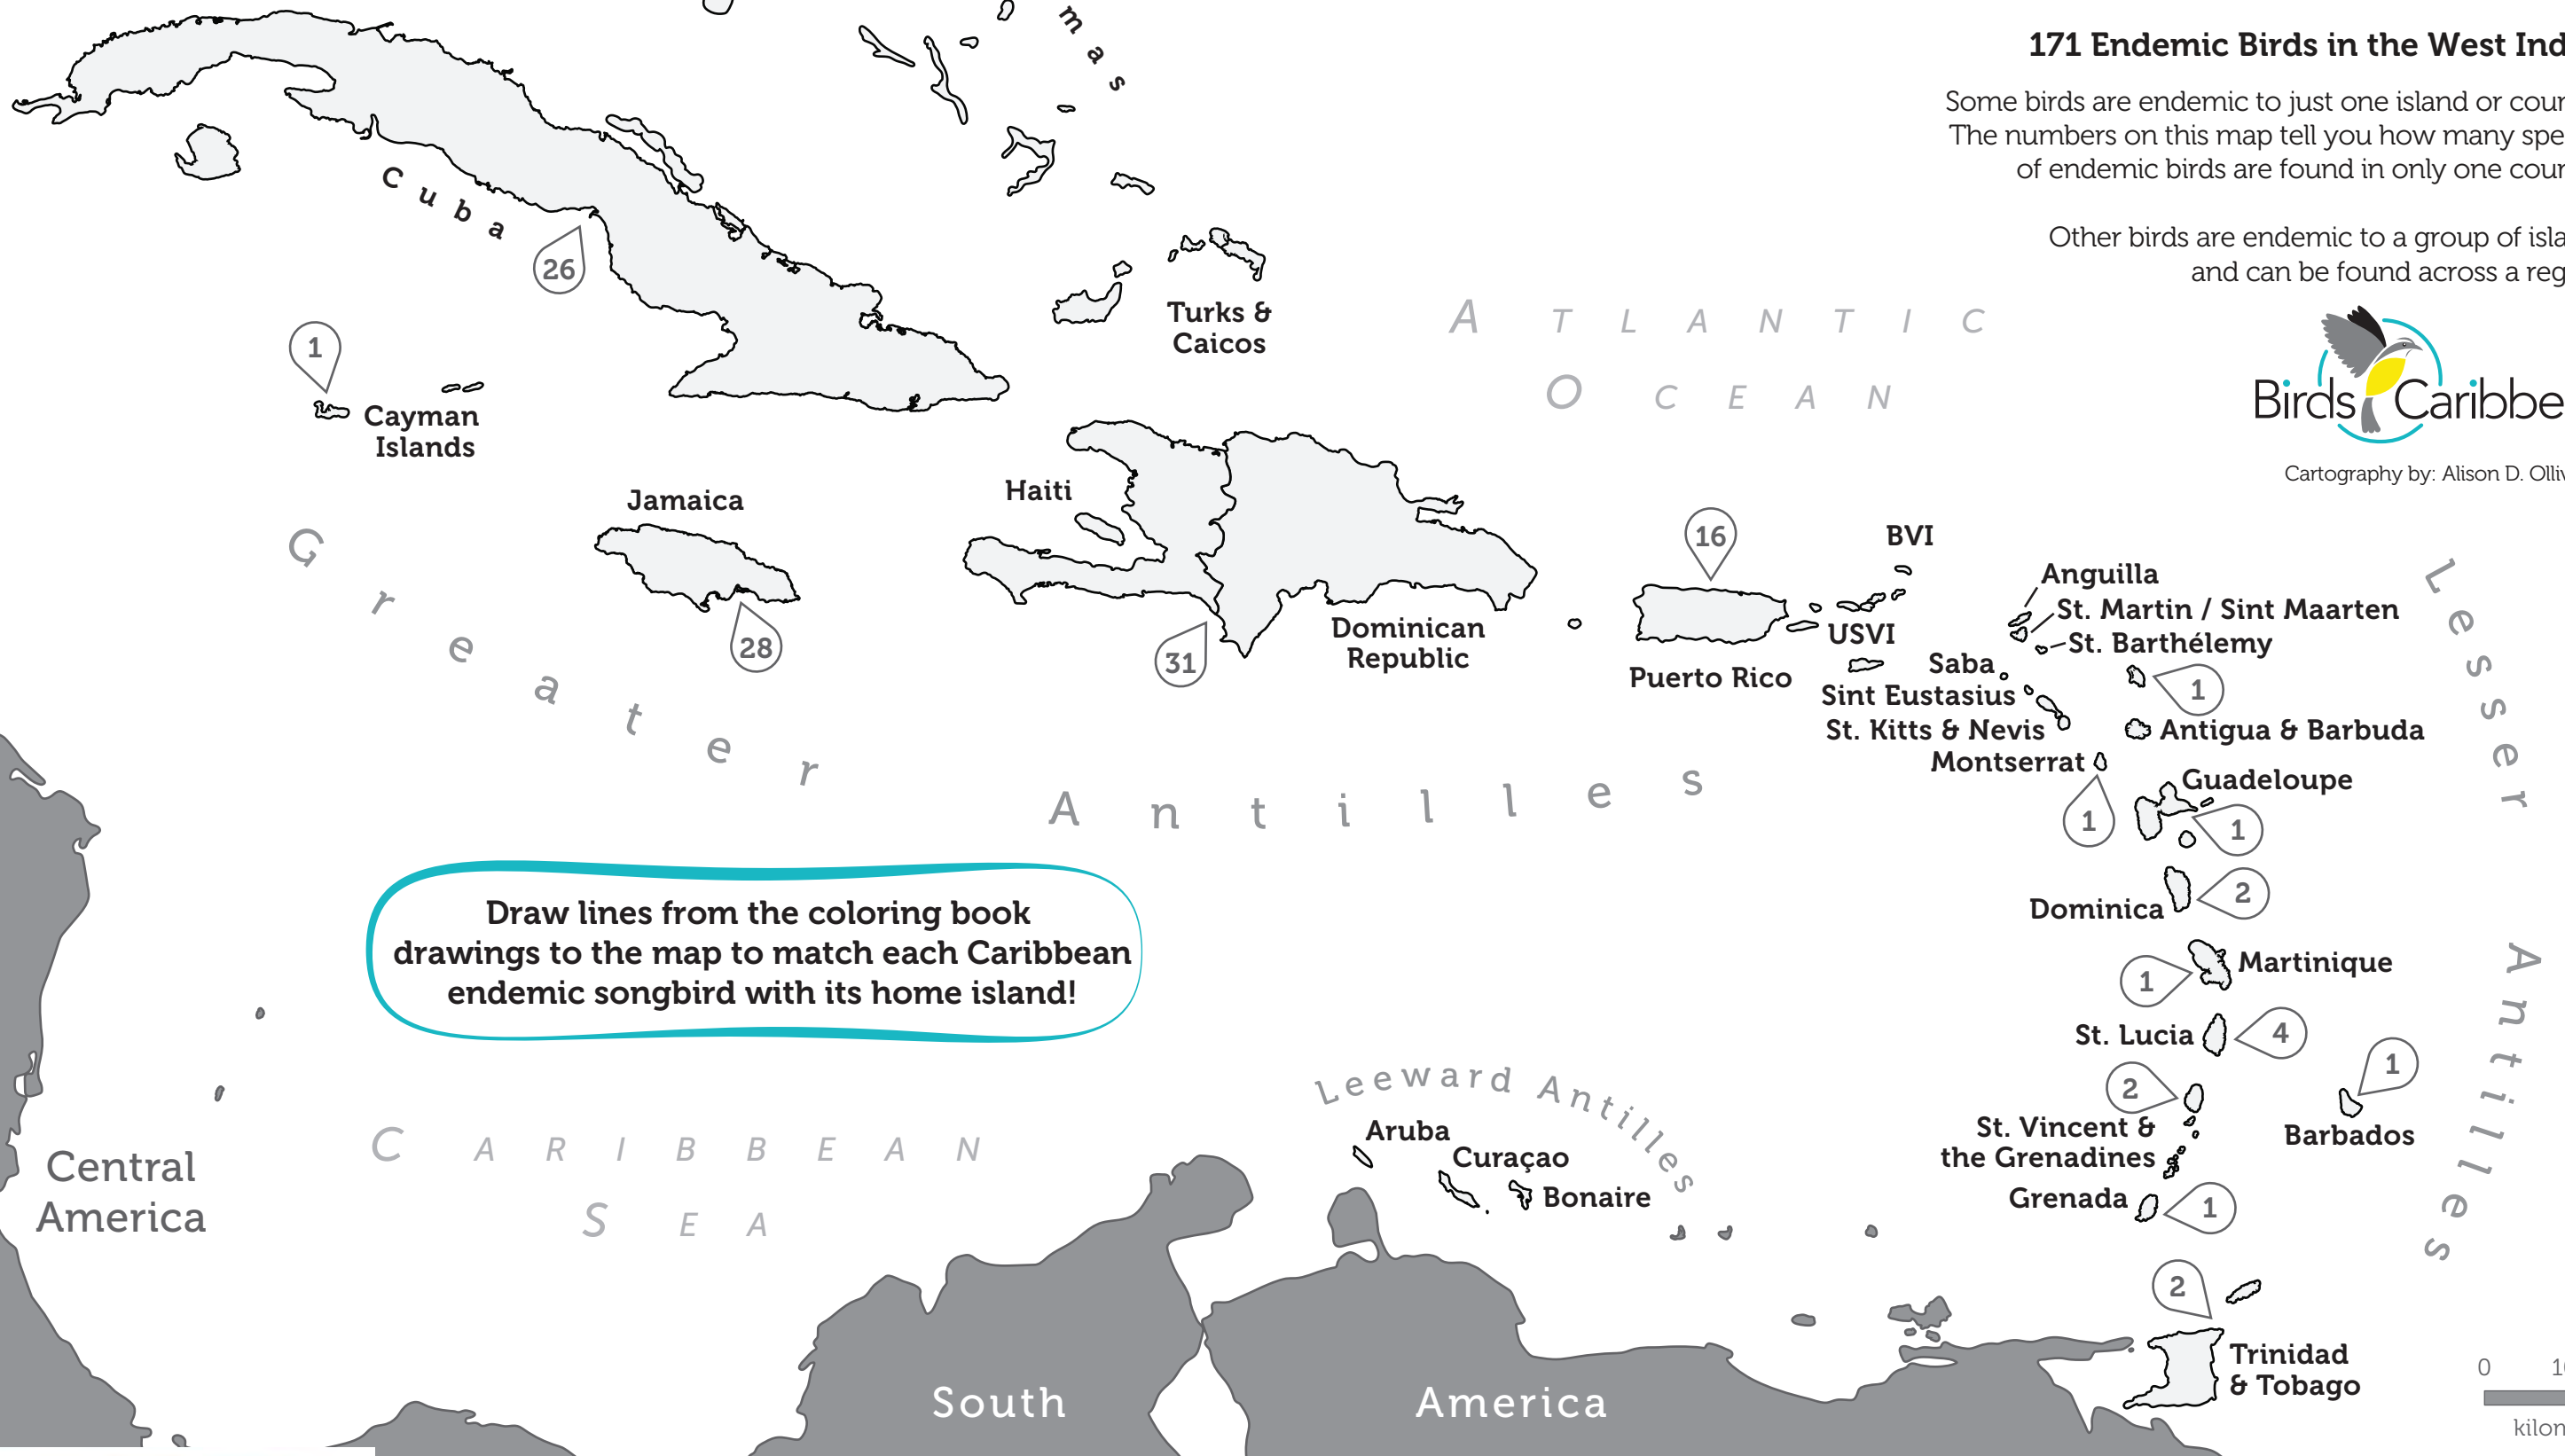 171 Endemic Birds in the West Ind
Some birds are endemic to just one island or coun
The numbers on this map tell you how many spe
of endemic birds are found in only one coun
Other birds are endemic to a group of isla
and can be found across a reg
Birds Caribbe
Cartography by: Alison D. Olliv
mas
Cuba
26
Turks &
Caicos
ATLANTIC
OCEAN
1
Cayman
Islands
Jamaica
28
Haiti
31
Dominican
Republic
16
Puerto Rico
BVI
USVI
Anguilla
St. Martin / Sint Maarten
St. Barthélemy
Saba
Sint Eustasius
St. Kitts & Nevis
1
Antigua & Barbuda
Montserrat
1
Guadeloupe
1
Dominica
2
Martinique
1
St. Lucia
4
2
St. Vincent &
the Grenadines
1
Barbados
Grenada
1
2
Trinidad
& Tobago
Greater Antilles
Lesser Antilles
Draw lines from the coloring book
drawings to the map to match each Caribbean
endemic songbird with its home island!
Leeward Antilles
Aruba
Curaçao
Bonaire
CARIBBEAN
SEA
Central
America
South America
0 10
kilon